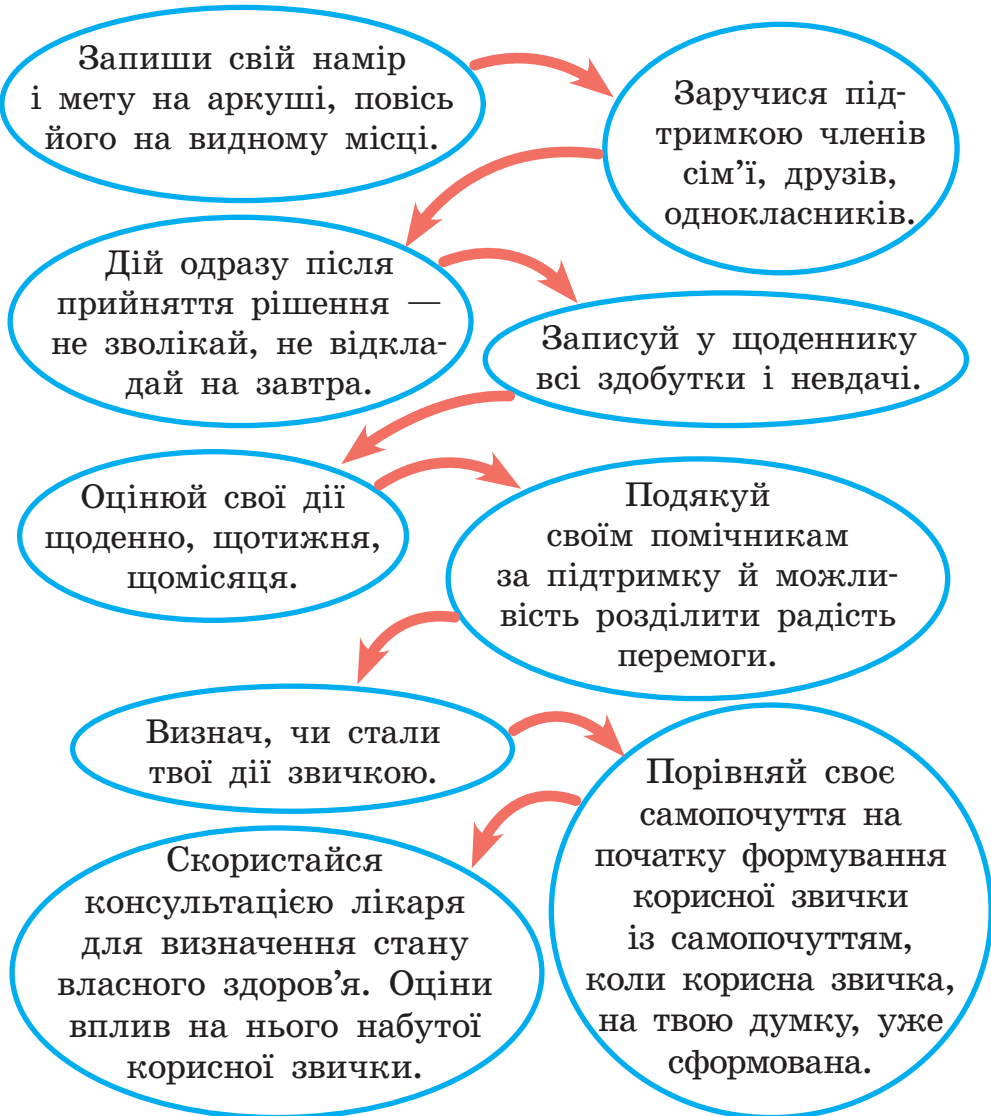 Запиши свій намір
і мету на аркуші, повісь
його на видному місці.
Заручися під-
тримкою членів
сім’ї, друзів,
однокласників.
Дій одразу після
прийняття рішення —
не зволікай, не відкла-
дай на завтра.
Записуй у щоденнику
всі здобутки і невдачі.
Оцінюй свої дії
щоденно, щотижня,
щомісяця.
Подякуй
своїм помічникам
за підтримку й можли-
вість розділити радість
перемоги.
Визнач, чи стали
твої дії звичкою.
Порівняй своє
самопочуття на
початку формування
корисної звички
із самопочуттям,
коли корисна звичка,
на твою думку, уже
сформована.
Скористайся
консультацією лікаря
для визначення стану
власного здоров’я. Оціни
вплив на нього набутої
корисної звички.